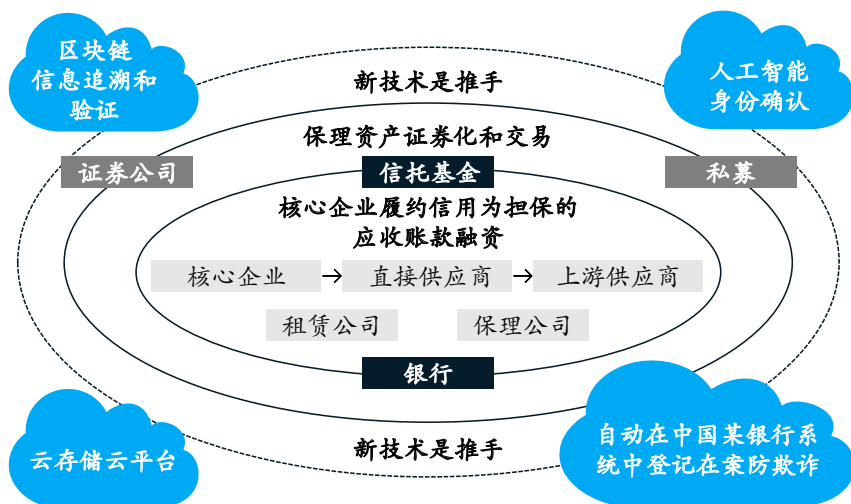 区块链
信息追溯和
验证
新技术是推手
人工智能
身份确认
保理资产证券化和交易
证券公司
信托基金
私募
核心企业履约信用为担保的
应收账款融资
核心企业
直接供应商
上游供应商
租赁公司
保理公司
银行
云存储云平台
新技术是推手
自动在中国某银行系
统中登记在案防欺诈